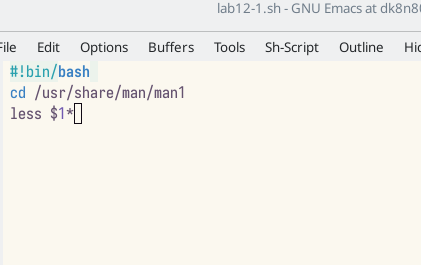 lab12-1.sh - GNU Emacs at dk8n8
File Edit Options Buffers Tools Sh-Script Outline Hi
#!bin/bash
cd /usr/share/man/man1
less $1*